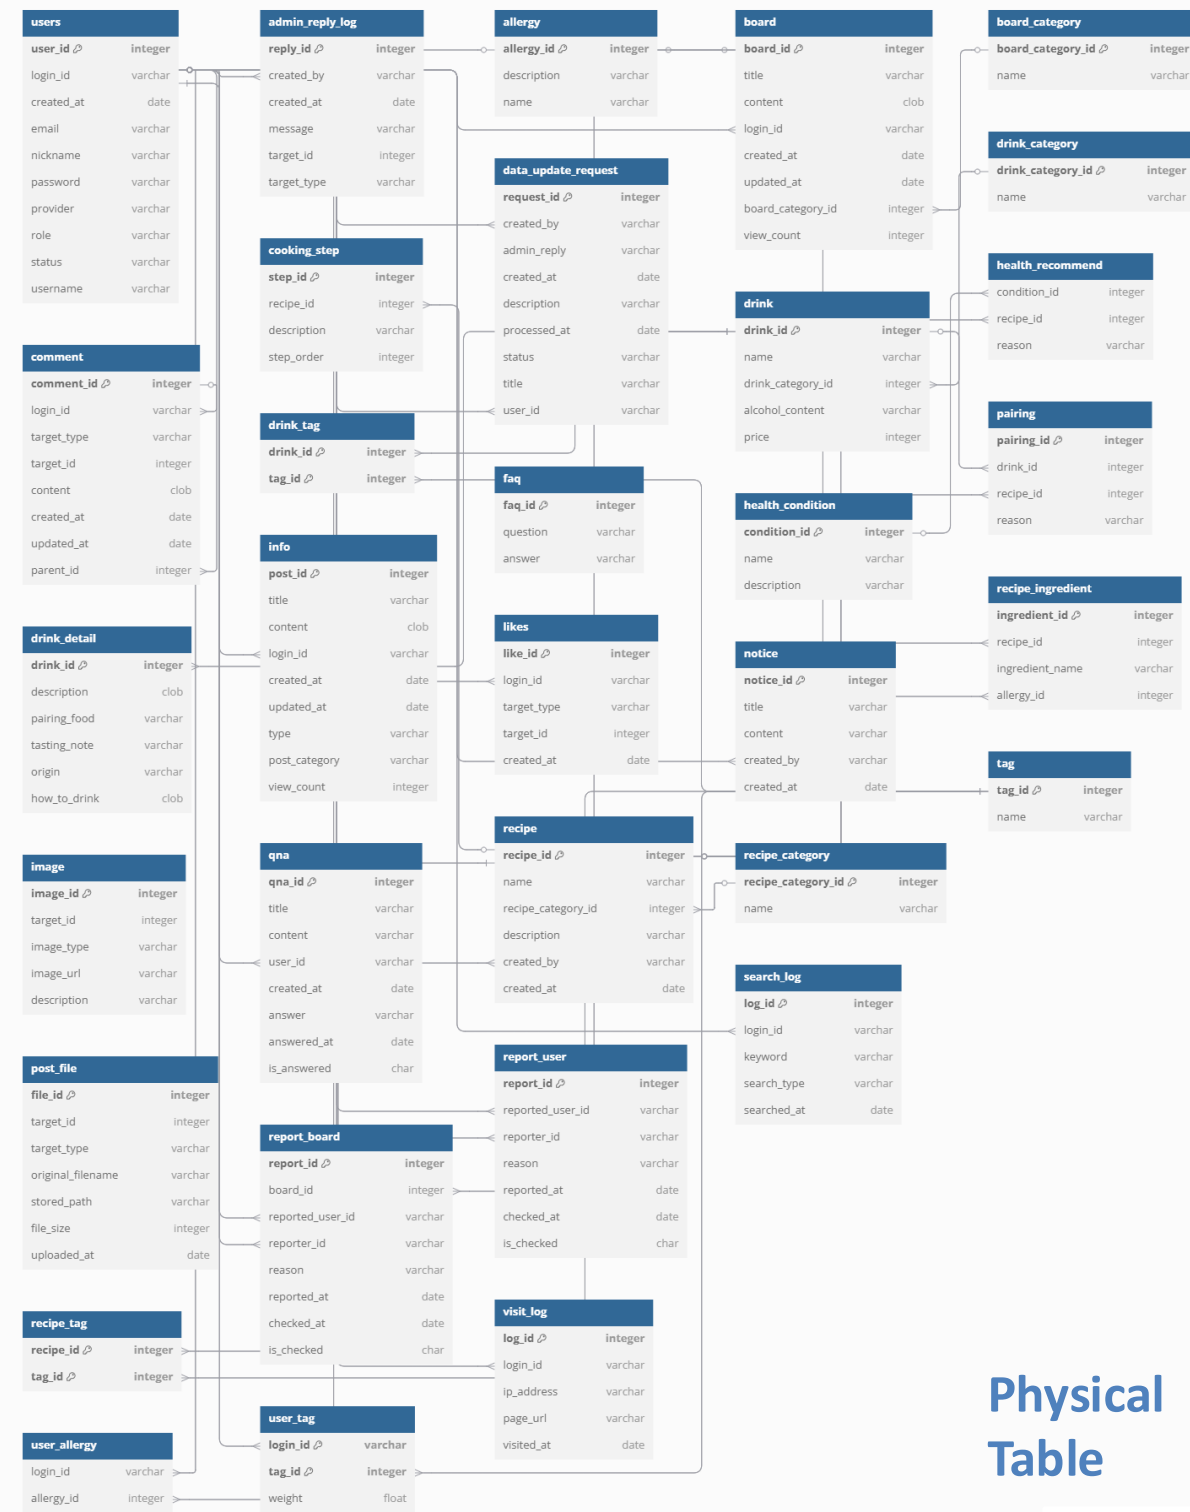 users
user_id integer
login_id varchar
created_at date
email varchar
nickname varchar
password varchar
provider varchar
role varchar
status varchar
username varchar
comment
comment_id integer
login_id varchar
target_type varchar
target_id integer
content clob
created_at date
updated_at date
parent_id integer
drink_detail
drink_id integer
description clob
pairing_food varchar
tasting_note varchar
origin varchar
how_to_drink clob
image
image_id integer
target_id integer
image_type varchar
image_url varchar
description varchar
post_file
file_id integer
target_id integer
target_type varchar
original_filename varchar
stored_path varchar
file_size integer
uploaded_at date
recipe_tag
recipe_id integer
tag_id integer
user_allergy
login_id varchar
allergy_id integer
admin_reply_log
reply_id integer
created_by varchar
created_at date
message varchar
target_id integer
target_type varchar
cooking_step
step_id integer
recipe_id integer
description varchar
step_order integer
drink_tag
drink_id integer
tag_id integer
info
post_id integer
title varchar
content clob
login_id varchar
created_at date
updated_at date
type varchar
post_category varchar
view_count integer
qna
qna_id integer
title varchar
content varchar
user_id varchar
created_at date
answer varchar
answered_at date
is_answered char
report_board
report_id integer
board_id integer
reported_user_id varchar
reporter_id varchar
reason varchar
reported_at date
checked_at date
is_checked char
user_tag
login_id varchar
tag_id integer
weight float
allergy
allergy_id integer
description varchar
name varchar
data_update_request
request_id integer
created_by varchar
admin_reply varchar
created_at date
description varchar
processed_at date
status varchar
title varchar
user_id varchar
faq
faq_id integer
question varchar
answer varchar
likes
like_id integer
login_id varchar
target_type varchar
target_id integer
created_at date
recipe
recipe_id integer
name varchar
recipe_category_id integer
description varchar
created_by varchar
created_at date
report_user
report_id integer
reported_user_id varchar
reporter_id varchar
reason varchar
reported_at date
checked_at date
is_checked char
visit_log
log_id integer
login_id varchar
ip_address varchar
page_url varchar
visited_at date
board
board_id integer
title varchar
content clob
login_id varchar
created_at date
updated_at date
board_category_id integer
view_count integer
drink
drink_id integer
name varchar
drink_category_id integer
alcohol_content varchar
price integer
health_condition
condition_id integer
name varchar
description varchar
notice
notice_id integer
title varchar
content varchar
created_by varchar
created_at date
recipe_category
recipe_category_id integer
name varchar
search_log
log_id integer
login_id varchar
keyword varchar
search_type varchar
searched_at date
board_category
board_category_id integer
name varchar
drink_category
drink_category_id integer
name varchar
health_recommend
condition_id integer
recipe_id integer
reason varchar
pairing
pairing_id integer
drink_id integer
recipe_id integer
reason varchar
recipe_ingredient
ingredient_id integer
recipe_id integer
ingredient_name varchar
allergy_id integer
tag
tag_id integer
name varchar
Physical
Table